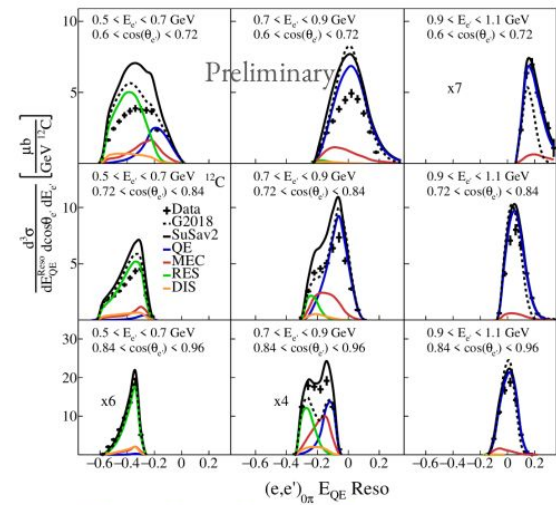 0.5 < E_e' < 0.7 GeV
0.6 < cos(θ_e') < 0.72
0.7 < E_e' < 0.9 GeV
0.6 < cos(θ_e') < 0.72
0.9 < E_e' < 1.1 GeV
0.6 < cos(θ_e') < 0.72
Preliminary
x7
5
d³σ / dE_QE^Reso dcosθ_e' dE_e' [μb / GeV ¹²C]
0.5 < E_e' < 0.7 GeV
0.72 < cos(θ_e') < 0.84
¹²C
Data
G2018
SuSav2
QE
MEC
RES
DIS
0.7 < E_e' < 0.9 GeV
0.72 < cos(θ_e') < 0.84
0.9 < E_e' < 1.1 GeV
0.72 < cos(θ_e') < 0.84
10
5
0.5 < E_e' < 0.7 GeV
0.84 < cos(θ_e') < 0.96
0.7 < E_e' < 0.9 GeV
0.84 < cos(θ_e') < 0.96
0.9 < E_e' < 1.1 GeV
0.84 < cos(θ_e') < 0.96
30
20
10
x6
x4
−0.6 −0.4 −0.2 0 0.2
−0.6 −0.4 −0.2 0 0.2
−0.6 −0.4 −0.2 0 0.2
(e,e')_0π E_QE Reso